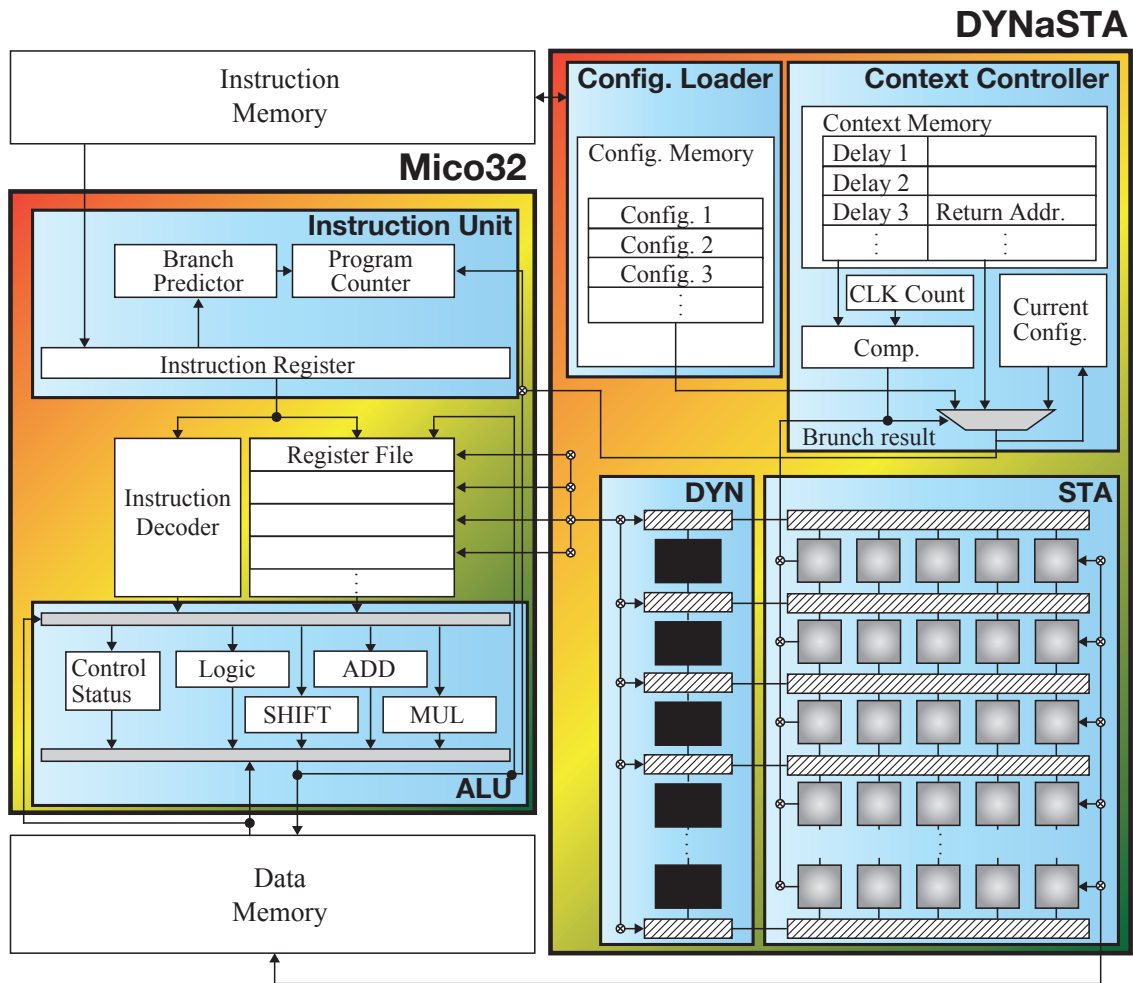 DYNaSTA
Instruction
Memory
Config. Loader
Config. Memory
Config. 1
Config. 2
Config. 3
Context Controller
Context Memory
Delay 1
Delay 2
Delay 3
Return Addr.
CLK Count
Comp.
Current
Config.
Brunch result
Mico32
Instruction Unit
Branch
Predictor
Program
Counter
Instruction Register
Instruction
Decoder
Register File
Control
Status
Logic
SHIFT
ADD
MUL
ALU
DYN
STA
Data
Memory